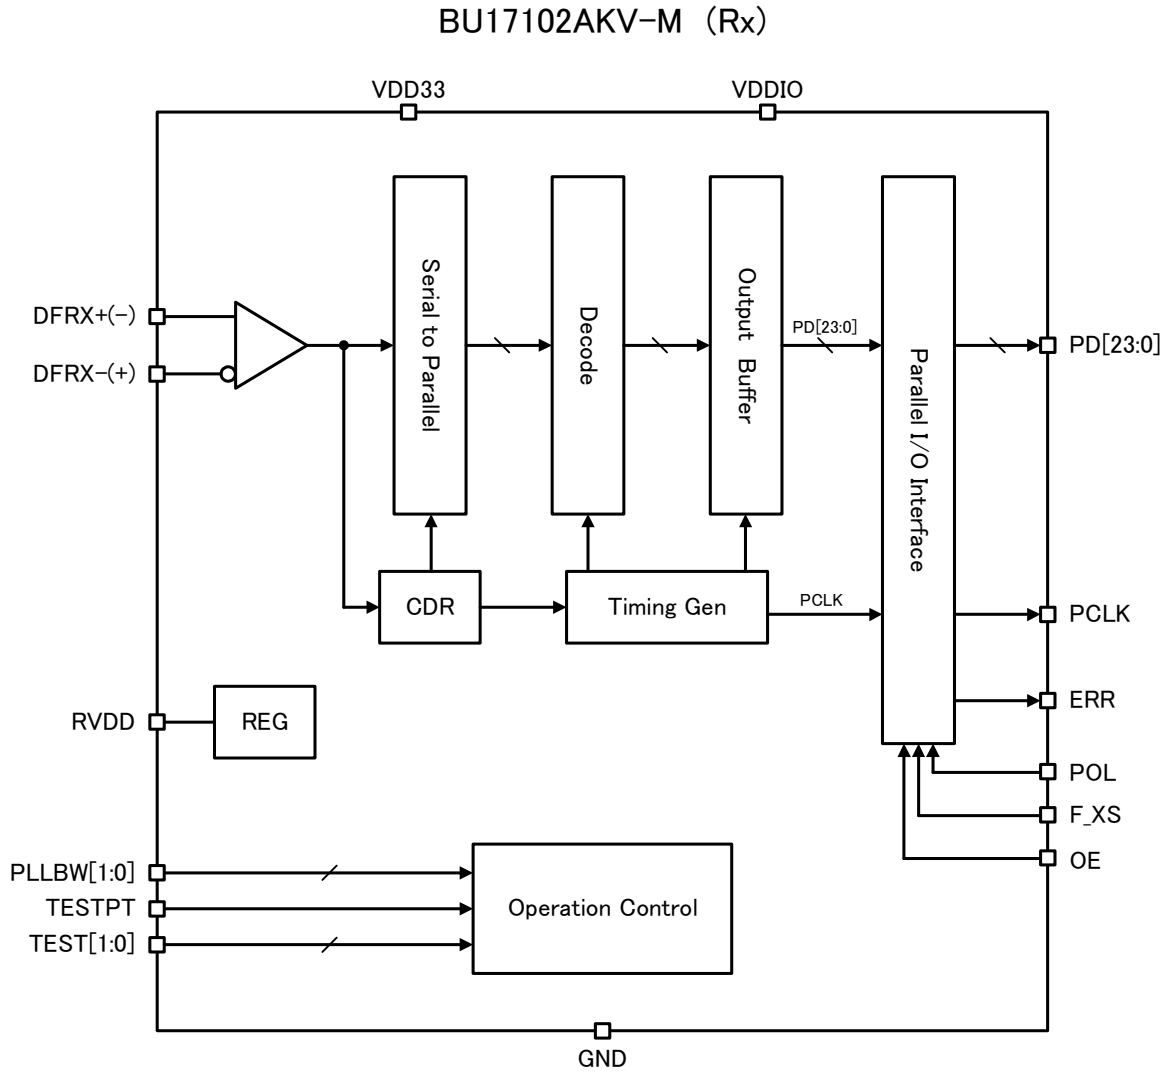 BU17102AKV-M (Rx)
VDD33
VDDIO
DFRX+(-)
DFRX-(+)
Serial to Parallel
Decode
Output Buffer
PD[23:0]
Parallel I/O Interface
PD[23:0]
CDR
Timing Gen
PCLK
PCLK
ERR
RVDD
REG
POL
F_XS
OE
PLLBW[1:0]
TESTPT
TEST[1:0]
Operation Control
GND